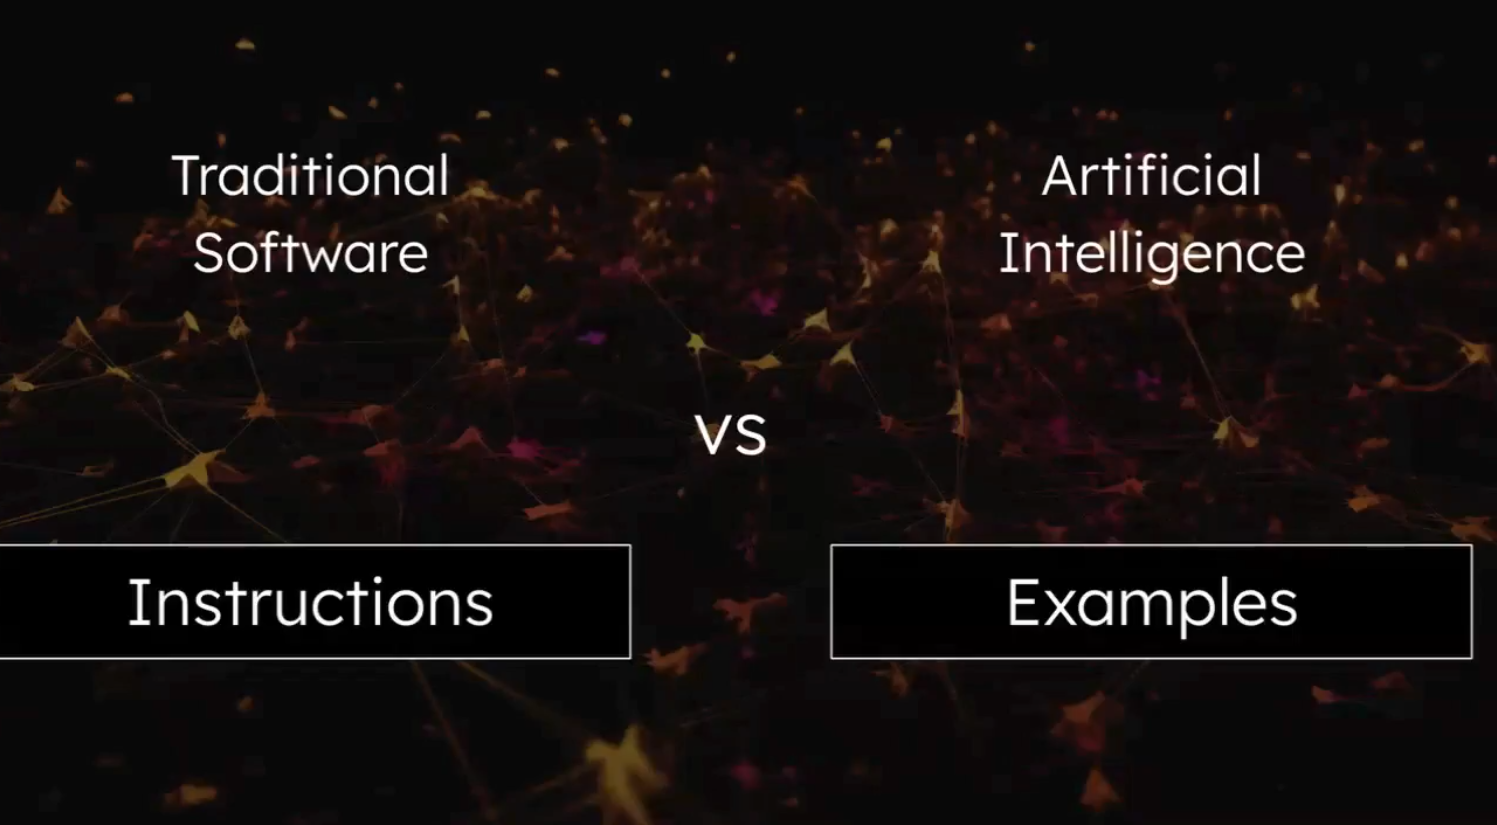 Traditional
Software
Artificial
Intelligence
vs
Instructions
Examples